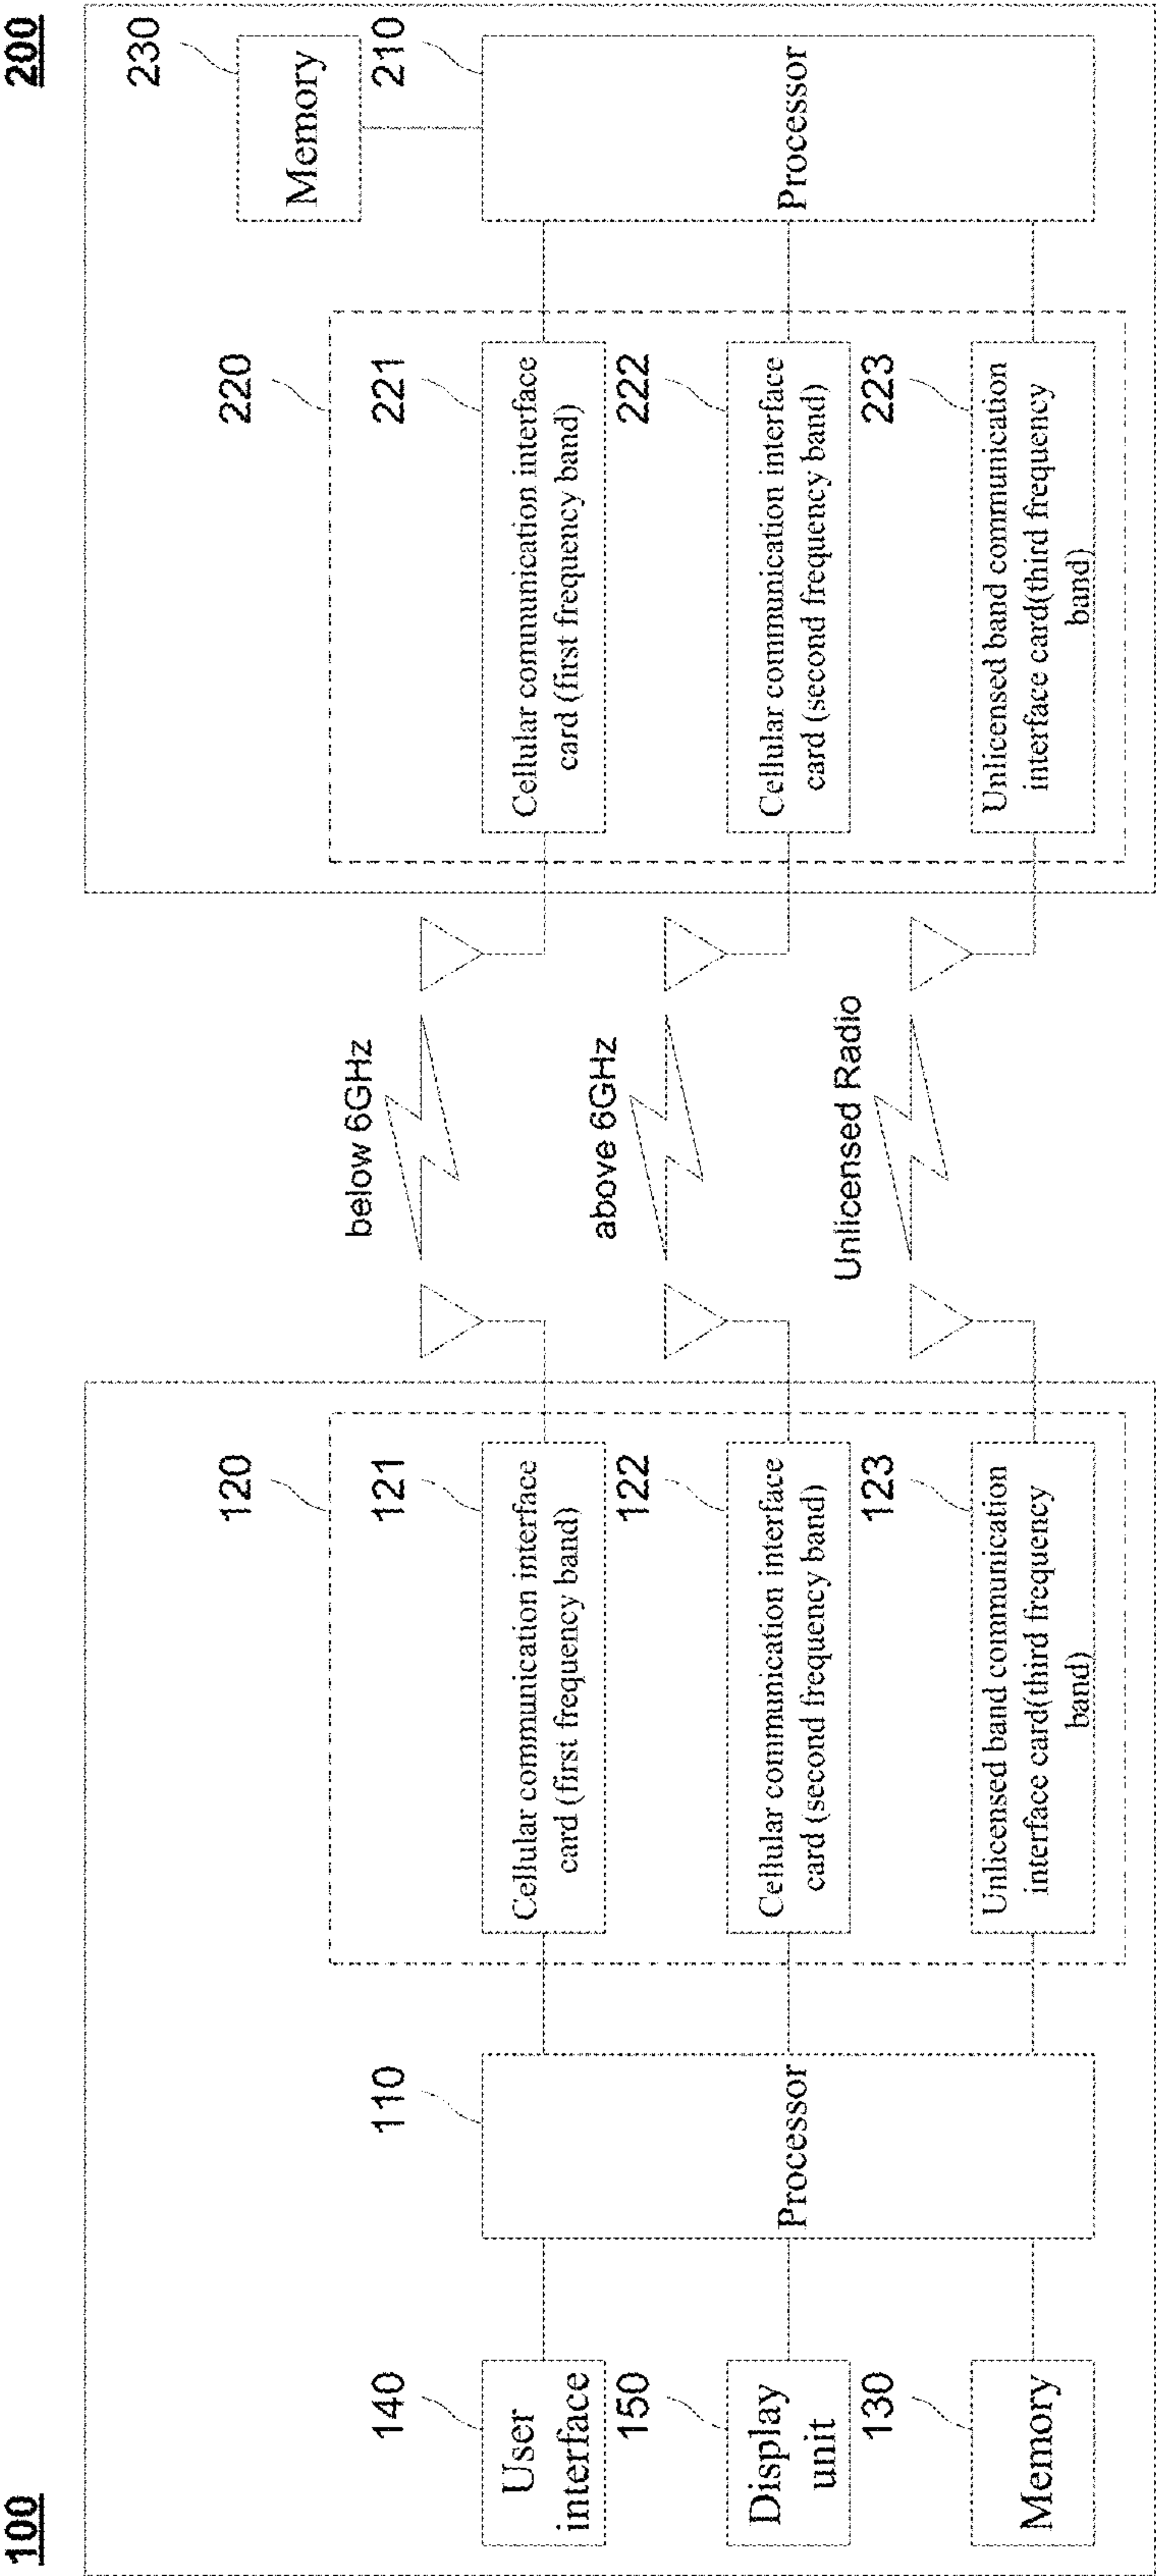 100
140
User
interface
150
Display
unit
130
Memory
110
Processor
120
121
Cellular communication interface
card (first frequency band)
122
Cellular communication interface
card (second frequency band)
123
Unlicensed band communication
interface card(third frequency
band)
below 6GHz
above 6GHz
Unlicensed Radio
200
220
221
Cellular communication interface
card (first frequency band)
222
Cellular communication interface
card (second frequency band)
223
Unlicensed band communication
interface card(third frequency
band)
230
Memory
210
Processor